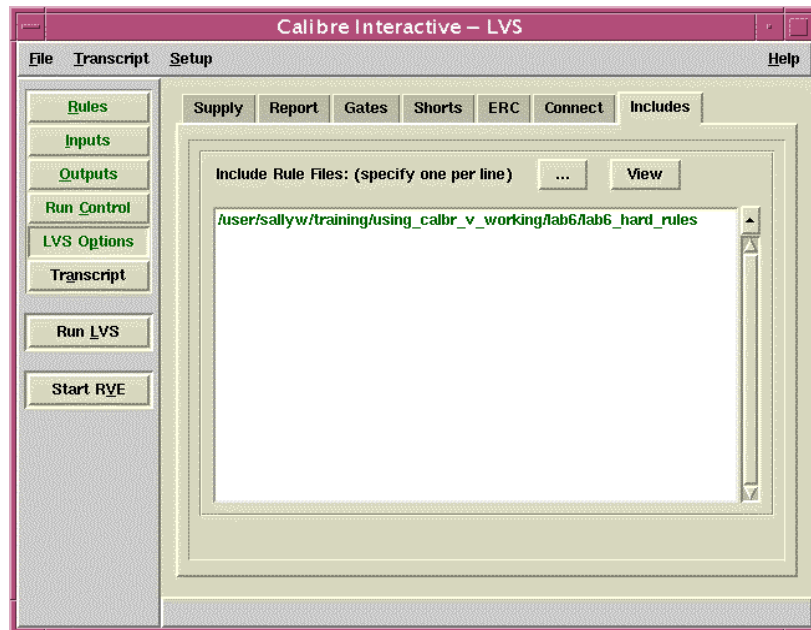 Calibre Interactive – LVS
File Transcript Setup Help
Rules
Inputs
Outputs
Run Control
LVS Options
Transcript
Run LVS
Start RVE
Supply Report Gates Shorts ERC Connect Includes
Include Rule Files: (specify one per line) ... View
/user/sallyw/training/using_calbr_v_working/lab6/lab6_hard_rules